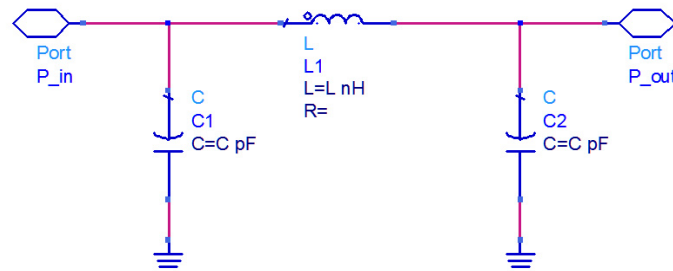 Port
P_in
L
L1
L=L nH
R=
Port
P_out
C
C1
C=C pF
C
C2
C=C pF